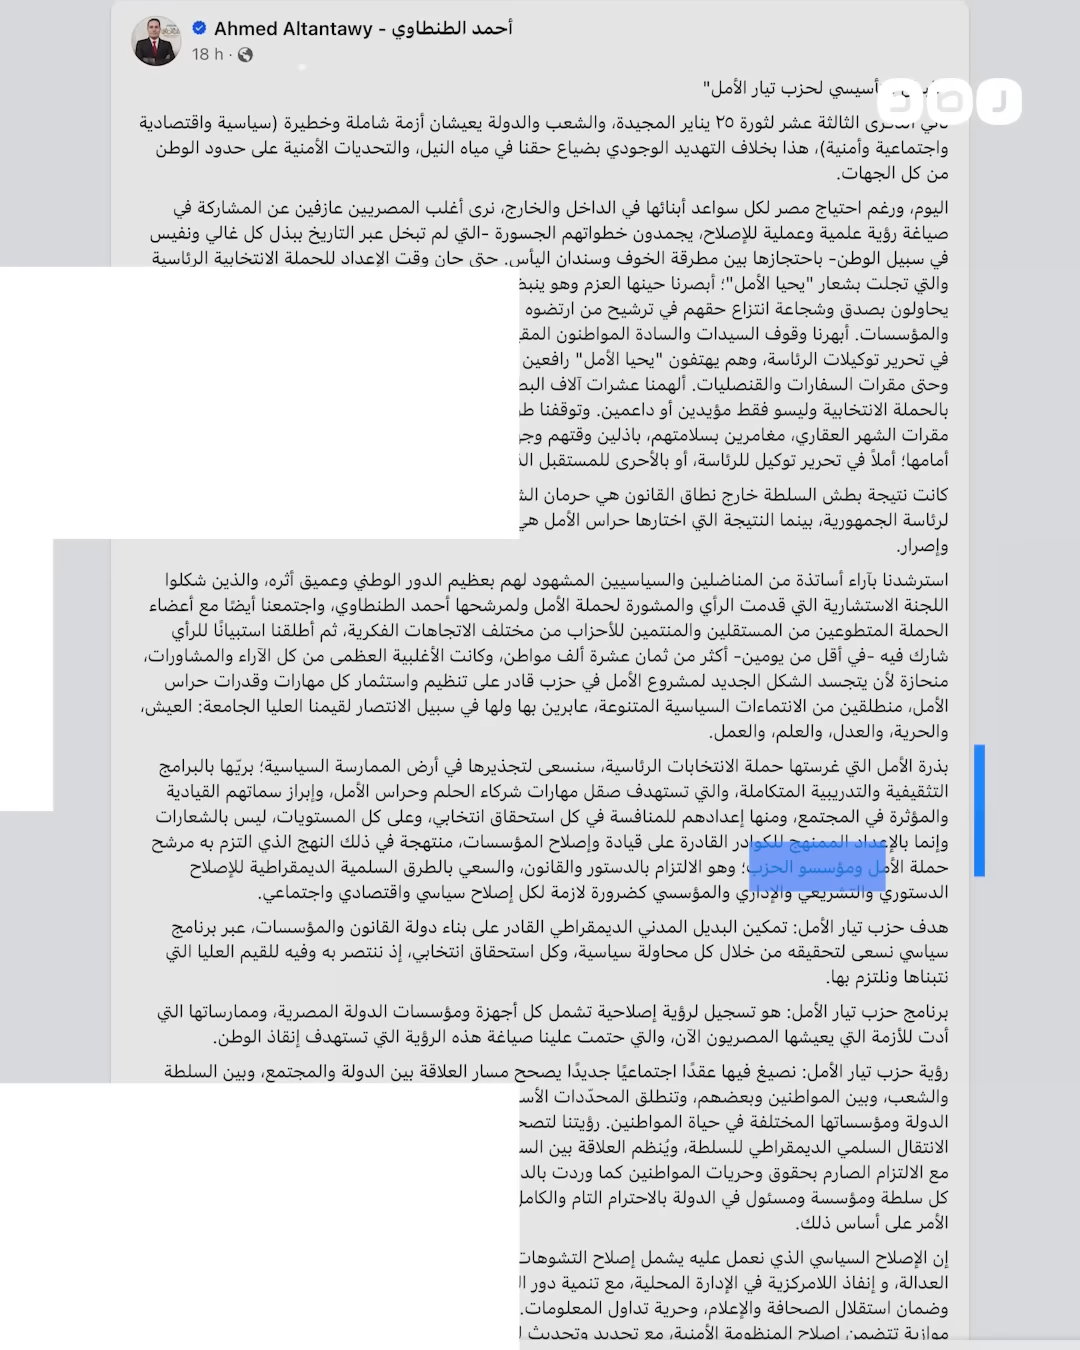 Ahmed Altantawy - أحمد الطنطاوي
18 h
لحزب تيار الأمل"
الثالثة عشر لثورة ٢٥ يناير المجيدة، والشعب والدولة يعيشان أزمة شاملة وخطيرة (سياسية واقتصادية
واجتماعية وأمنية)، هذا بخلاف التهديد الوجودي بضياع حقنا في مياه النيل، والتحديات الأمنية على حدود الوطن
من كل الجهات.
اليوم، ورغم احتياج مصر لكل سواعد أبنائها في الداخل والخارج، نرى أغلب المصريين عازفين عن المشاركة في
صياغة رؤية علمية وعملية للإصلاح، يجمدون خطواتهم الجسورة -التي لم تبخل عبر التاريخ ببذل كل غالي ونفيس
في سبيل الوطن- باحتجازها بين مطرقة الخوف وسندان اليأس. حتى حان وقت الإعداد للحملة الانتخابية الرئاسية
والتي تجلت بشعار "يحيا الأمل"؛ أبصرنا حينها العزم وهو
يحاولون بصدق وشجاعة انتزاع حقهم في ترشيح من ارتضوه
والمؤسسات. أبهرنا وقوف السيدات والسادة المواطنون
في تحرير توكيلات الرئاسة، وهم يهتفون "يحيا الأمل" رافعين
وحتى مقرات السفارات والقنصليات. ألهمنا عشرات آلاف
بالحملة الانتخابية وليسو فقط مؤيدين أو داعمين. وتوقفنا
مقرات الشهر العقاري، مغامرين بسلامتهم، باذلين وقتهم
أمامها؛ أملاً في تحرير توكيل للرئاسة، أو بالأحرى للمستقبل
كانت نتيجة بطش السلطة خارج نطاق القانون هي حرمان
لرئاسة الجمهورية، بينما النتيجة التي اختارها حراس الأمل هي
وإصرار.
استرشدنا بآراء أساتذة من المناضلين والسياسيين المشهود لهم بعظيم الدور الوطني وعميق أثره، والذين شكلوا
اللجنة الاستشارية التي قدمت الرأي والمشورة لحملة الأمل ولمرشحها أحمد الطنطاوي، واجتمعنا أيضًا مع أعضاء
الحملة المتطوعين من المستقلين والمنتمين للأحزاب من مختلف الاتجاهات الفكرية، ثم أطلقنا استبيانًا للرأي
شارك فيه -في أقل من يومين- أكثر من ثمان عشرة ألف مواطن، وكانت الأغلبية العظمى من كل الآراء والمشاورات،
منحازة لأن يتجسد الشكل الجديد لمشروع الأمل في حزب قادر على تنظيم واستثمار كل مهارات وقدرات حراس
الأمل، منطلقين من الانتماءات السياسية المتنوعة، عابرين بها ولها في سبيل الانتصار لقيمنا العليا الجامعة: العيش،
والحرية، والعدل، والعلم، والعمل.
بذرة الأمل التي غرستها حملة الانتخابات الرئاسية، سنسعى لتجذيرها في أرض الممارسة السياسية؛ بريّها بالبرامج
التثقيفية والتدريبية المتكاملة، والتي تستهدف صقل مهارات شركاء الحلم وحراس الأمل، وإبراز سماتهم القيادية
والمؤثرة في المجتمع، ومنها إعدادهم للمنافسة في كل استحقاق انتخابي، وعلى كل المستويات، ليس بالشعارات
وإنما بالإعداد الممنهج للكوادر القادرة على قيادة وإصلاح المؤسسات، منتهجة في ذلك النهج الذي التزم به مرشح
حملة الأمل ومؤسسو الحزب؛ وهو الالتزام بالدستور والقانون، والسعي بالطرق السلمية الديمقراطية للإصلاح
الدستوري والتشريعي والإداري والمؤسسي كضرورة لازمة لكل إصلاح سياسي واقتصادي واجتماعي.
هدف حزب تيار الأمل: تمكين البديل المدني الديمقراطي القادر على بناء دولة القانون والمؤسسات، عبر برنامج
سياسي نسعى لتحقيقه من خلال كل محاولة سياسية، وكل استحقاق انتخابي، إذ ننتصر به وفيه للقيم العليا التي
نتبناها ونلتزم بها.
برنامج حزب تيار الأمل: هو تسجيل لرؤية إصلاحية تشمل كل أجهزة ومؤسسات الدولة المصرية، وممارساتها التي
أدت للأزمة التي يعيشها المصريون الآن، والتي حتمت علينا صياغة هذه الرؤية التي تستهدف إنقاذ الوطن.
رؤية حزب تيار الأمل: نصيغ فيها عقدًا اجتماعيًا جديدًا يصحح مسار العلاقة بين الدولة والمجتمع، وبين السلطة
والشعب، وبين المواطنين وبعضهم، وتنطلق المحدّدات
الدولة ومؤسساتها المختلفة في حياة المواطنين. رؤيتنا
الانتقال السلمي الديمقراطي للسلطة، ويُنظم العلاقة بين
مع الالتزام الصارم بحقوق وحريات المواطنين كما وردت
كل سلطة ومؤسسة ومسئول في الدولة بالاحترام التام والكامل
الأمر على أساس ذلك.
إن الإصلاح السياسي الذي نعمل عليه يشمل إصلاح التشوهات
العدالة، و إنفاذ اللامركزية في الإدارة المحلية، مع تنمية دور
وضمان استقلال الصحافة والإعلام، وحرية تداول المعلومات.
موازية تتضمن إصلاح المنظومة الأمنية، مع تحديد وتحديث